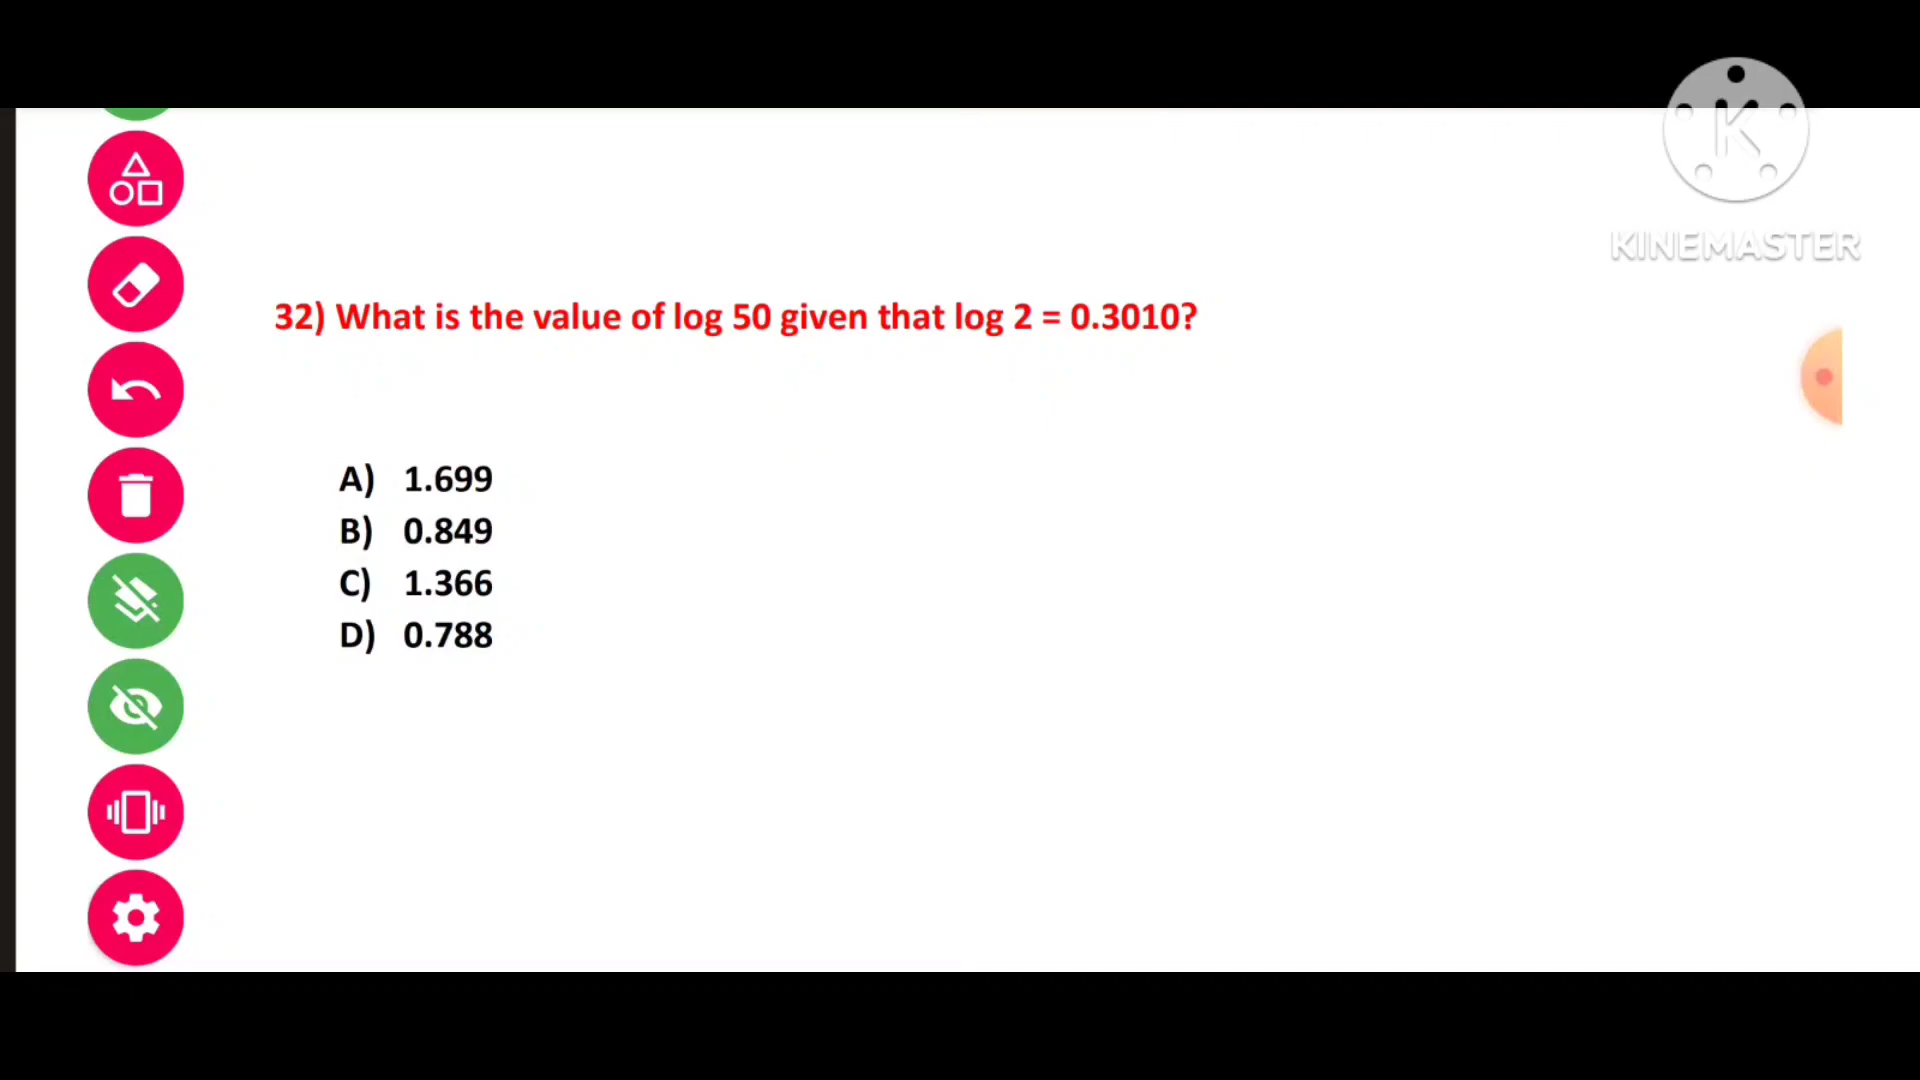 K
KINEMASTER
32) What is the value of log 50 given that log 2 = 0.3010?
A) 1.699
B) 0.849
C) 1.366
D) 0.788